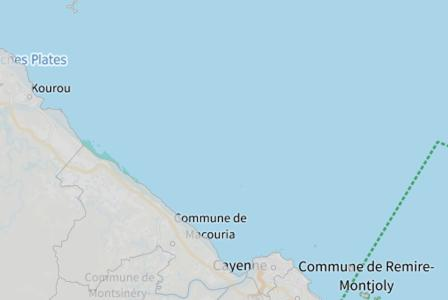 ches Plates
Kourou
Commune de
Macouria
Cayenne
Commune de Remire-
Montjoly
Commune de
Montsinéry